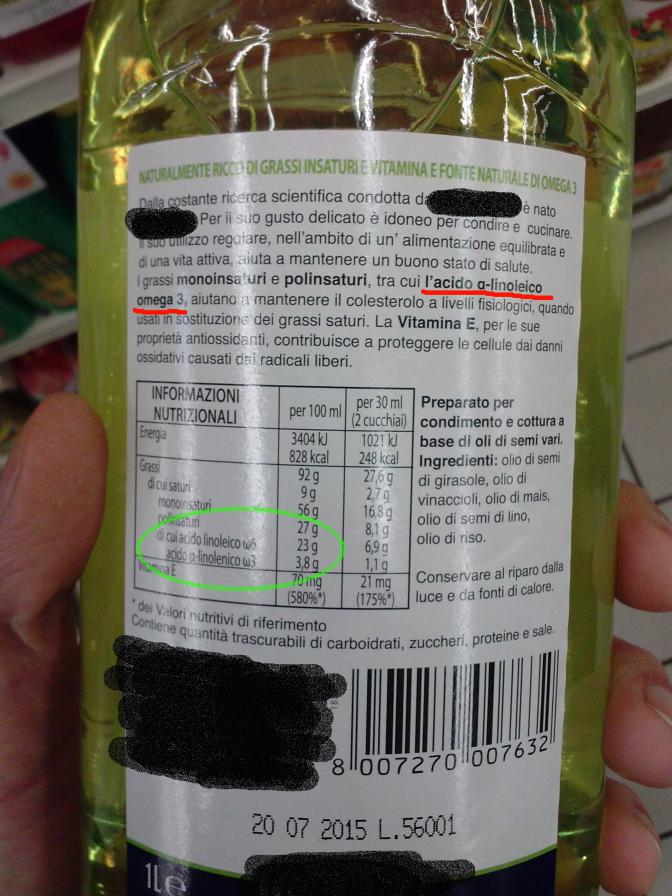 NATURALMENTE RICCO DI GRASSI INSATURI E VITAMINA E FONTE NATURALE DI OMEGA 3
Dalla costante ricerca scientifica condotta da è nato
Per il suo gusto delicato è idoneo per condire e cucinare.
Il suo utilizzo regolare, nell'ambito di un' alimentazione equilibrata e
di una vita attiva, aiuta a mantenere un buono stato di salute.
I grassi monoinsaturi e polinsaturi, tra cui l'acido α-linoleico
omega 3, aiutano a mantenere il colesterolo a livelli fisiologici, quando
usati in sostituzione dei grassi saturi. La Vitamina E, per le sue
proprietà antiossidanti, contribuisce a proteggere le cellule dai danni
ossidativi causati dai radicali liberi.
INFORMAZIONI
NUTRIZIONALI
per 100 ml
per 30 ml
(2 cucchiai)
Energia 3404 kJ 1021 kJ
828 kcal 248 kcal
Grassi 92 g 27,6 g
di cui saturi 9 g 2,7 g
monoinsaturi 56 g 16,8 g
polinsaturi 27 g 8,1 g
di cui acido linoleico ω6 23 g 6,9 g
acido α-linolenico ω3 3,8 g 1,1 g
Vitamina E 70 mg 21 mg
(580%*) (175%*)
* dei Valori nutritivi di riferimento
Contiene quantità trascurabili di carboidrati, zuccheri, proteine e sale.
Preparato per
condimento e cottura a
base di oli di semi vari.
Ingredienti: olio di semi
di girasole, olio di
vinaccioli, olio di mais,
olio di semi di lino,
olio di riso.
Conservare al riparo dalla
luce e da fonti di calore.
8 007270 007632
20 07 2015 L.56001
1L e